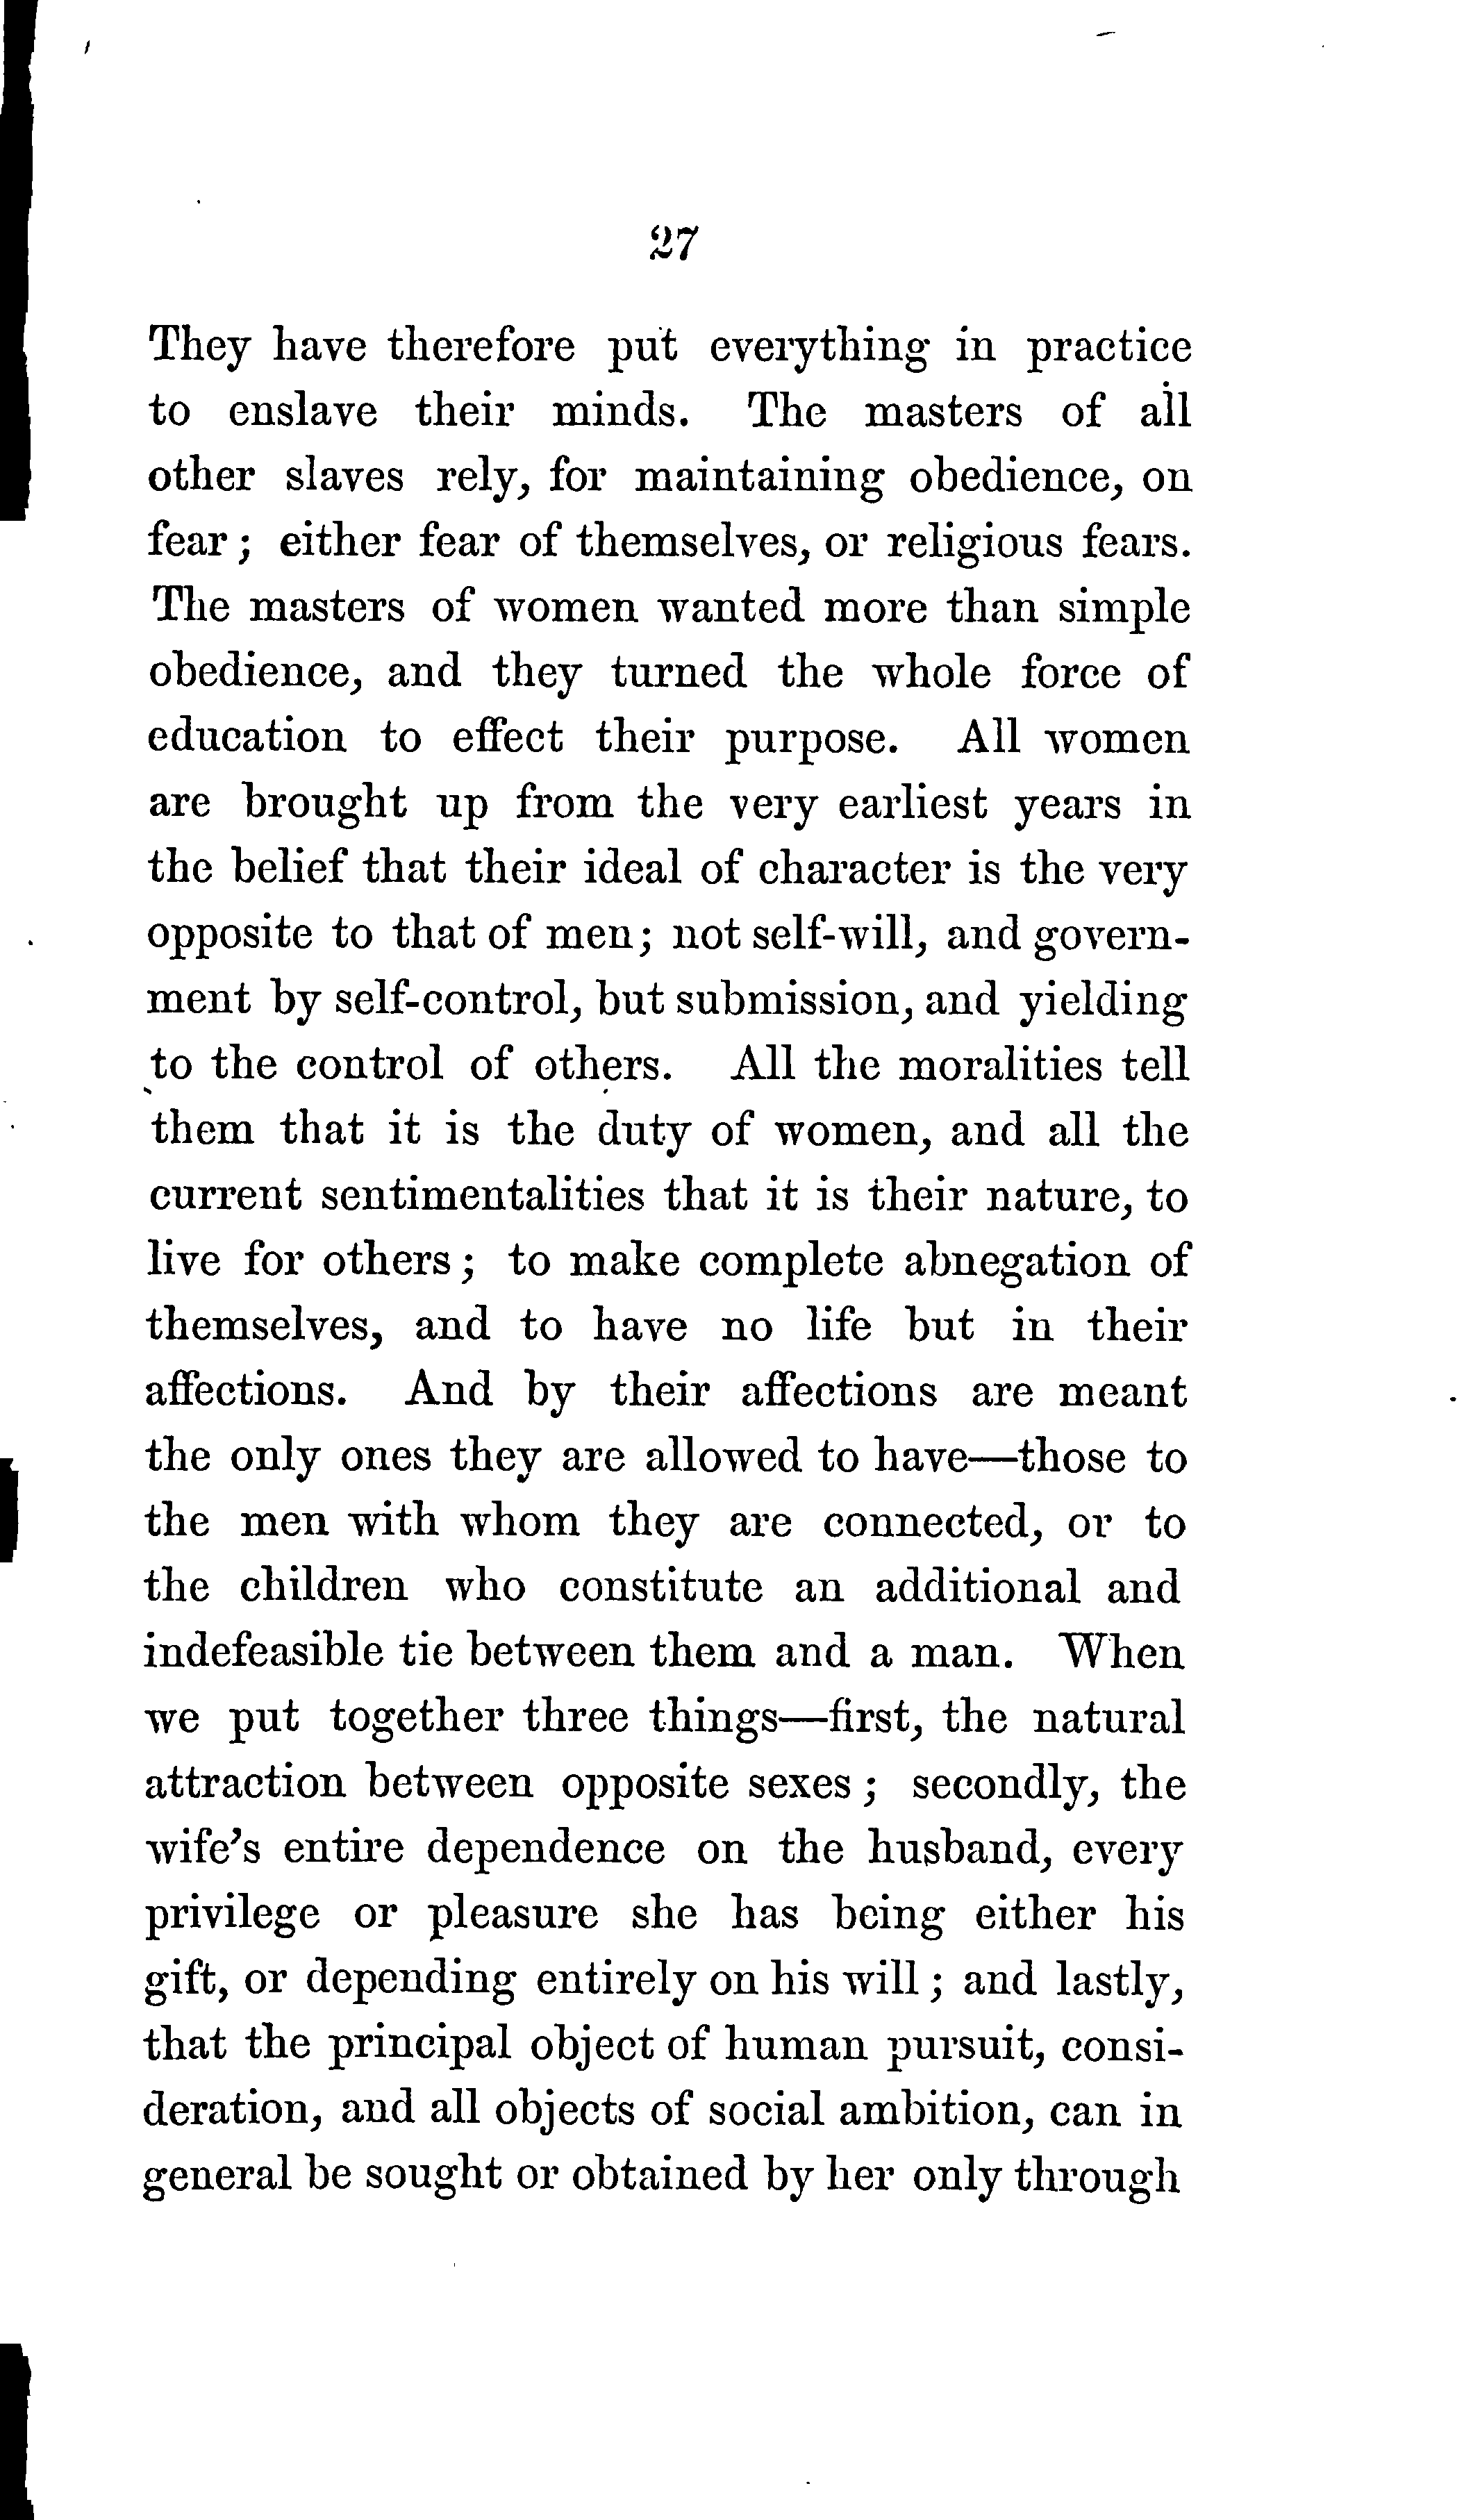 27
They have therefore put everything in practice
to enslave their minds. The masters of all
other slaves rely, for maintaining obedience, on
fear; either fear of themselves, or religious fears.
The masters of women wanted more than simple
obedience, and they turned the whole force of
education to effect their purpose. All women
are brought up from the very earliest years in
the belief that their ideal of character is the very
opposite to that of men; not self-will, and govern-
ment by self-control, but submission, and yielding
to the control of others. All the moralities tell
them that it is the duty of women, and all the
current sentimentalities that it is their nature, to
live for others; to make complete abnegation of
themselves, and to have no life but in their
affections. And by their affections are meant
the only ones they are allowed to have—those to
the men with whom they are connected, or to
the children who constitute an additional and
indefeasible tie between them and a man. When
we put together three things—first, the natural
attraction between opposite sexes; secondly, the
wife's entire dependence on the husband, every
privilege or pleasure she has being either his
gift, or depending entirely on his will; and lastly,
that the principal object of human pursuit, consi-
deration, and all objects of social ambition, can in
general be sought or obtained by her only through